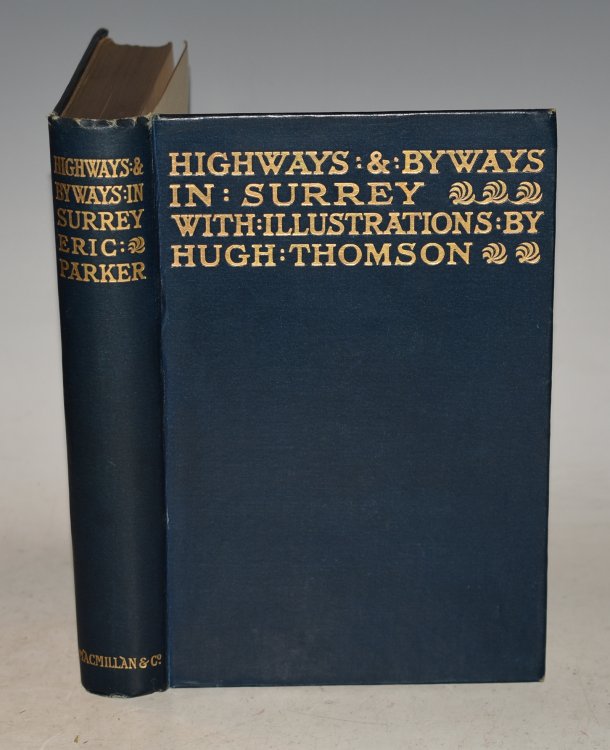 HIGHWAYS·&
BYWAYS:IN
SURREY
ERIC:
PARKER
MACMILLAN & Co.
HIGHWAYS:&:BYWAYS
IN: SURREY
WITH:ILLUSTRATIONS:BY
HUGH:THOMSON